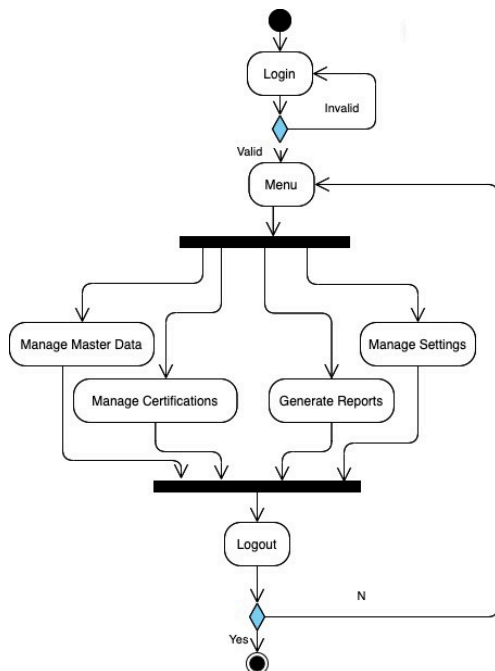 Login
Invalid
Valid
Menu
Manage Master Data
Manage Settings
Manage Certifications
Generate Reports
Logout
N
Yes